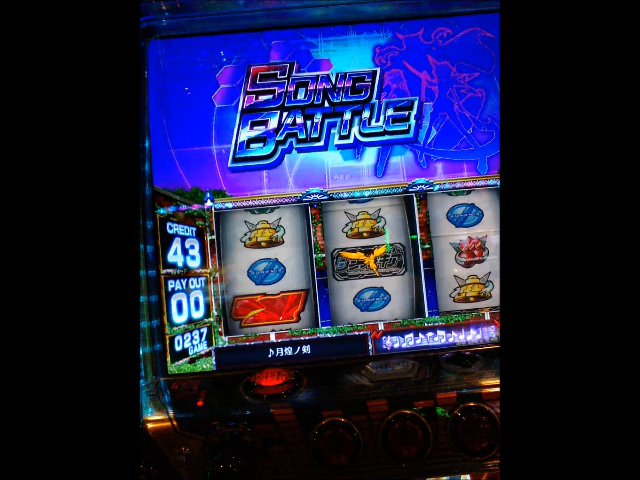 SONG
BATTLE
CREDIT
43
PAY OUT
00
0237
GAME
♪月煌ノ剣